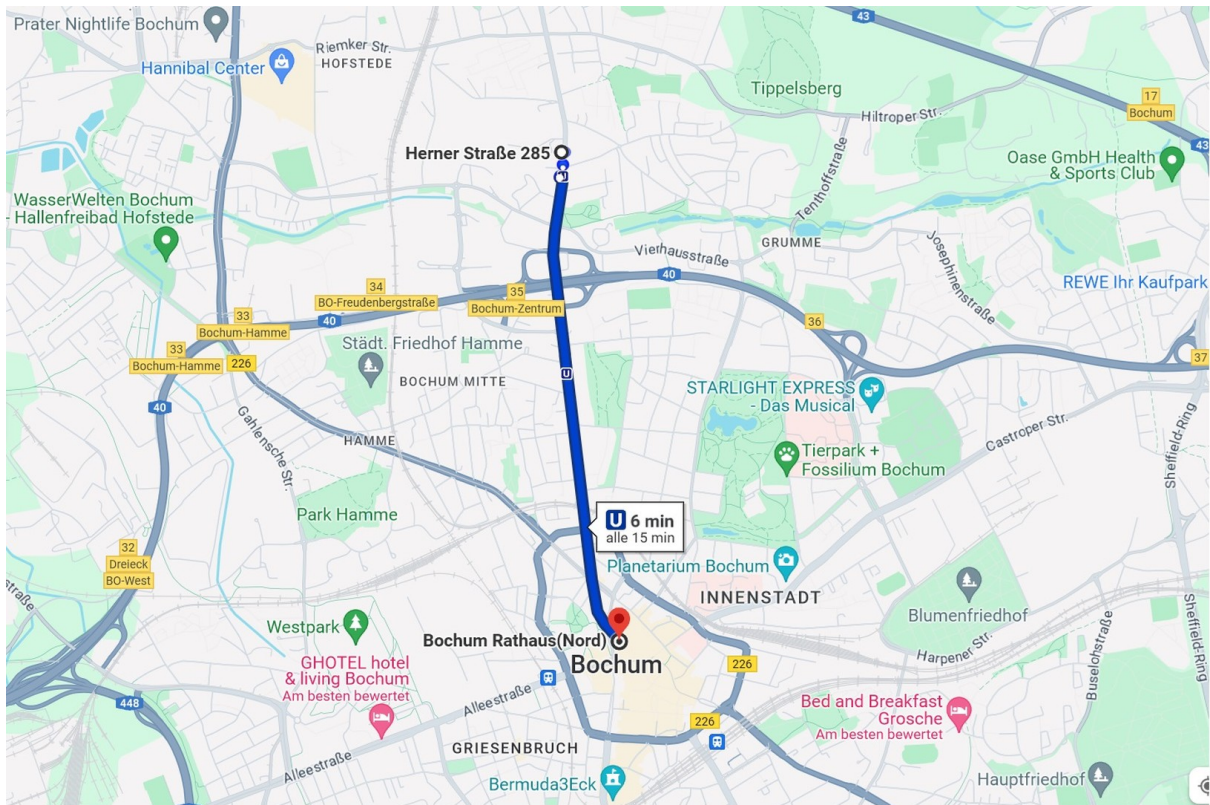 Prater Nightlife Bochum
43
Riemker Str.
HOFSTEDE
Hannibal Center
Tippelsberg
17
Bochum
Hiltroper Str.
43
Herner Straße 285
Oase GmbH Health
& Sports Club
Tenthoffstraße
WasserWelten Bochum
- Hallenfreibad Hofstede
GRUMME
Josephinenstraße
Vierhausstraße
40
REWE Ihr Kaufpark
34
BO-Freudenbergstraße
35
Bochum-Zentrum
33
Bochum-Hamme
40
36
33
Bochum-Hamme
226
Städt. Friedhof Hamme
37
BOCHUM MITTE
U
STARLIGHT EXPRESS
- Das Musical
40
Gahlensche Str.
HAMME
Castroper Str.
Sheffield-Ring
Tierpark +
Fossilium Bochum
Park Hamme
U 6 min
alle 15 min
32
Dreieck
BO-West
Planetarium Bochum
INNENSTADT
straße
Blumenfriedhof
Sheffield-Ring
Westpark
Bochum Rathaus(Nord)
Bochum
Harpener Str.
Buselohstraße
GHOTEL hotel
& living Bochum
Am besten bewertet
226
448
Alleestraße
226
Bed and Breakfast
Grosche
Am besten bewertet
GRIESENBRUCH
Alleestraße
Bermuda3Eck
Hauptfriedhof